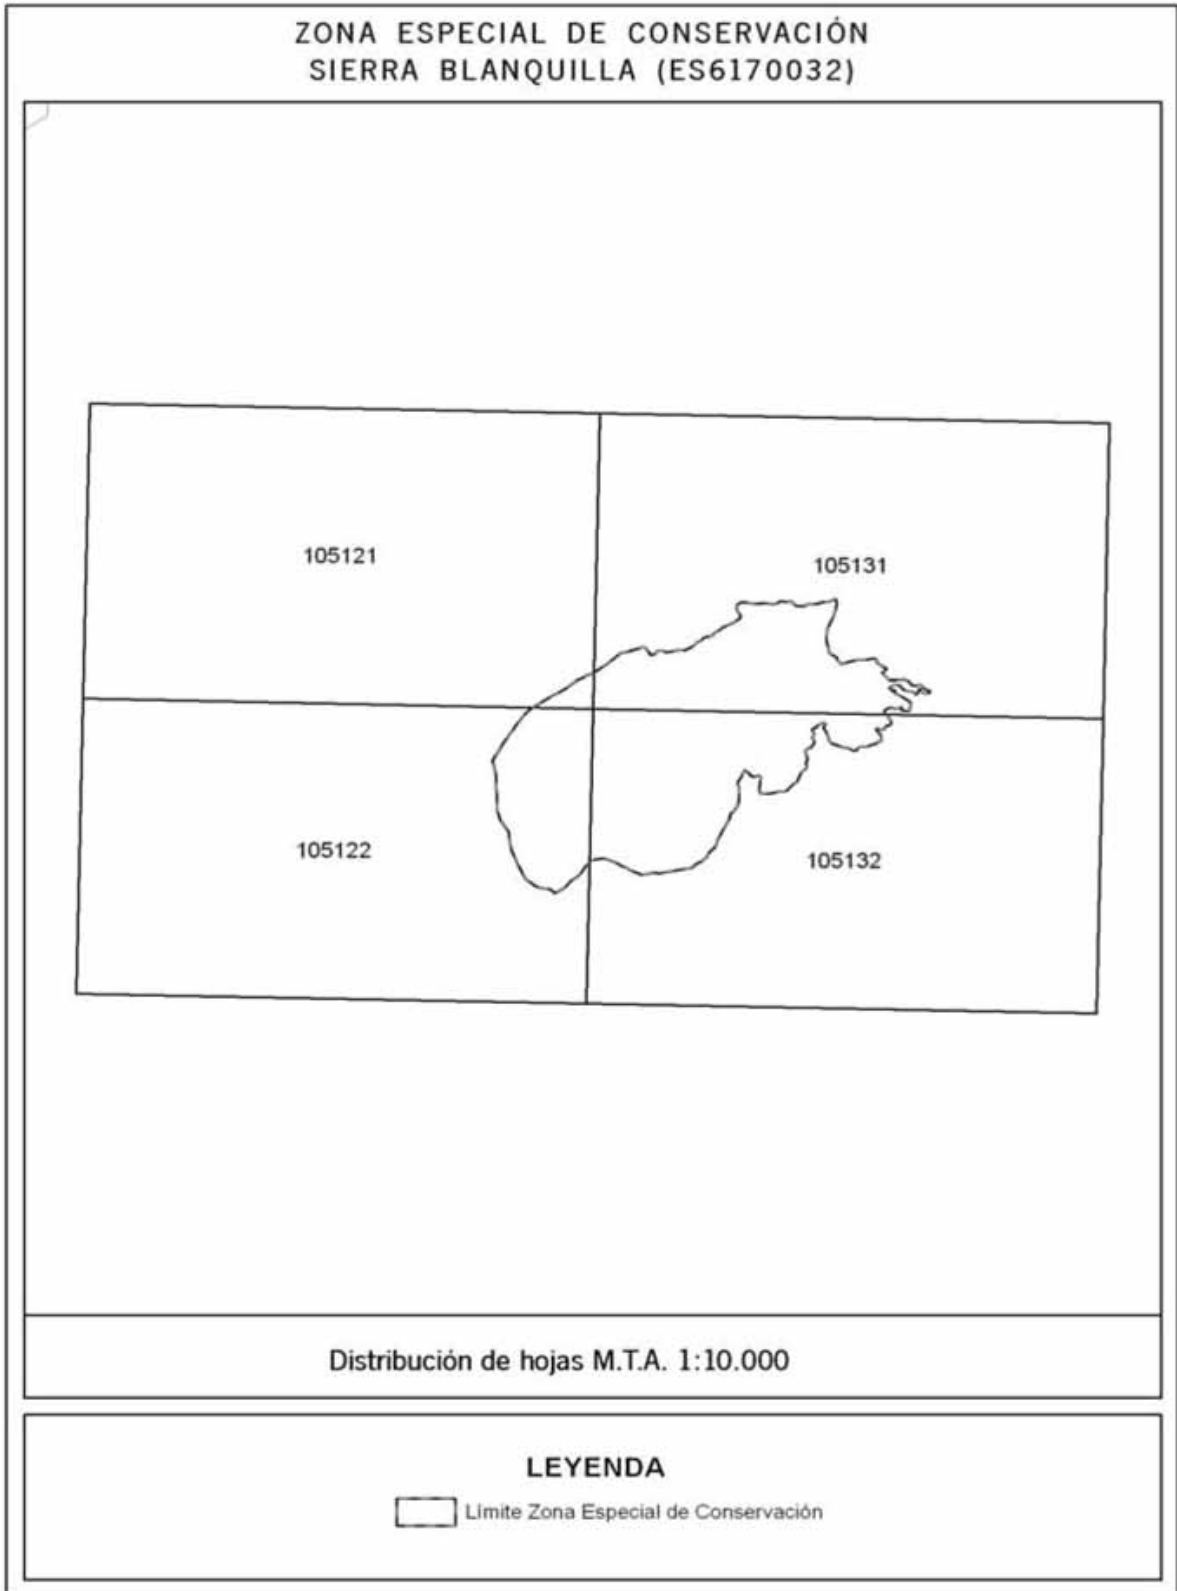 ZONA ESPECIAL DE CONSERVACIÓN
SIERRA BLANQUILLA (ES6170032)
105121
105131
105122
105132
Distribución de hojas M.T.A. 1:10.000
LEYENDA
Límite Zona Especial de Conservación